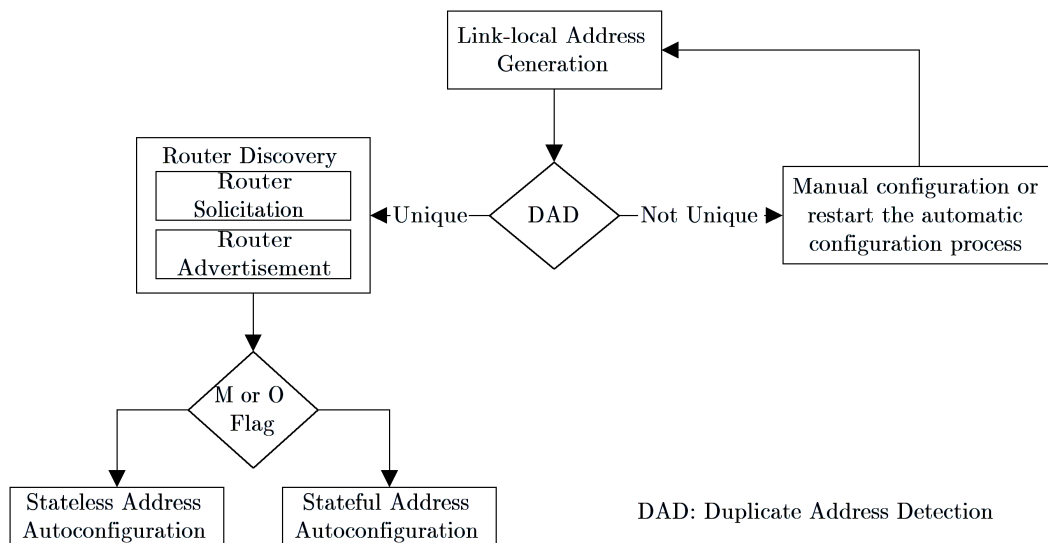 Link-local Address
Generation
Router Discovery
Router
Solicitation
Router
Advertisement
Unique
DAD
Not Unique
Manual configuration or
restart the automatic
configuration process
M or O
Flag
Stateless Address
Autoconfiguration
Stateful Address
Autoconfiguration
DAD: Duplicate Address Detection